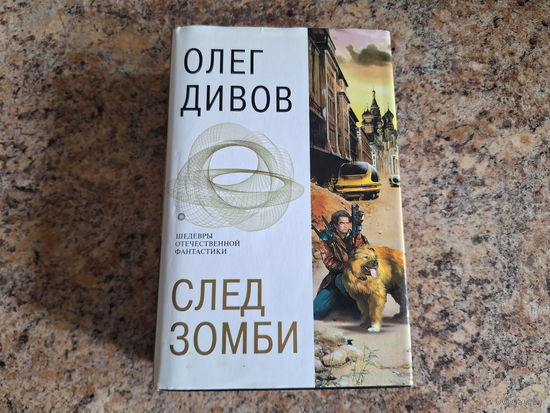 ОЛЕГ
ДИВОВ
ШЕДЕВРЫ
ОТЕЧЕСТВЕННОЙ
ФАНТАСТИКИ
СЛЕД
ЗОМБИ